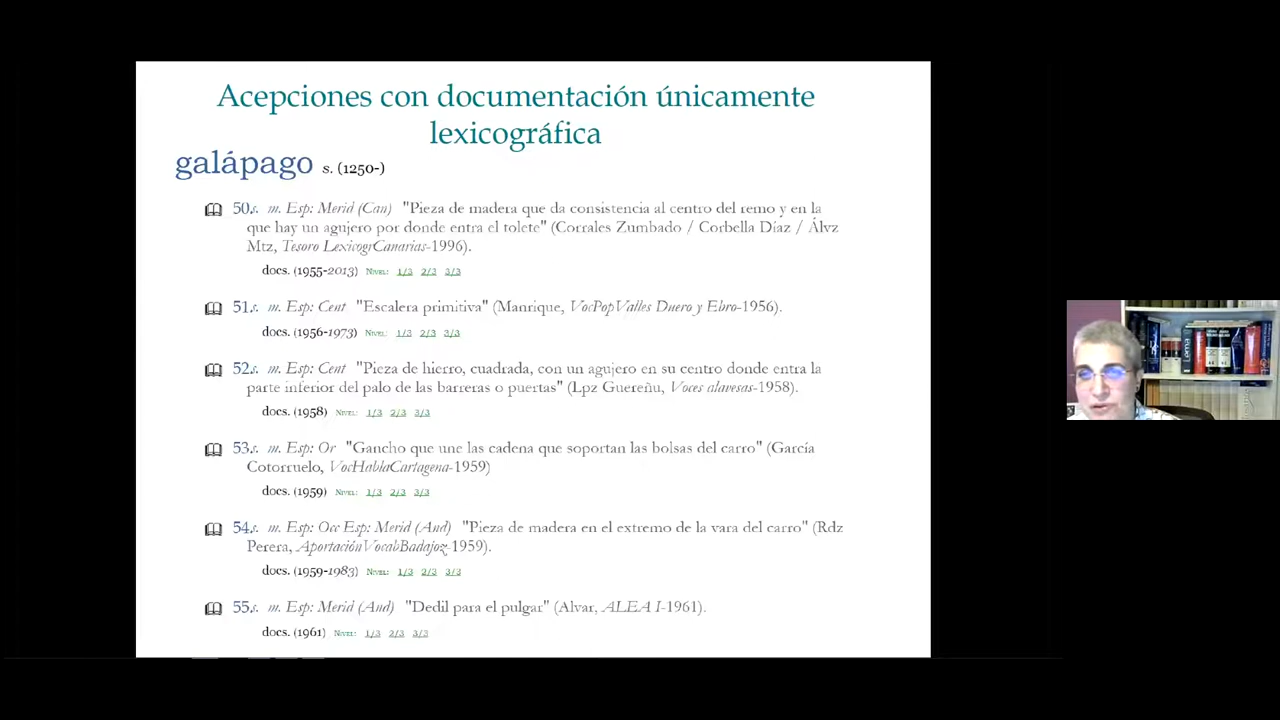 Acepciones con documentación únicamente
lexicográfica
galápago s. (1250-)
50.s. m. Esp: Merid (Can) "Pieza de madera que da consistencia al centro del remo y en la
que hay un agujero por donde entra el tolete" (Corrales Zumbado / Corbella Díaz / Álvz
Mtz, Tesoro LexicogrCanarias-1996).
docs. (1955-2013) Nivel: 1/3 2/3 3/3
51.s. m. Esp: Cent "Escalera primitiva" (Manrique, VocPopValles Duero y Ebro-1956).
docs. (1956-1973) Nivel: 1/3 2/3 3/3
52.s. m. Esp: Cent "Pieza de hierro, cuadrada, con un agujero en su centro donde entra la
parte inferior del palo de las barreras o puertas" (Lpz Guereñu, Voces alavesas-1958).
docs. (1958) Nivel: 1/3 2/3 3/3
53.s. m. Esp: Or "Gancho que une las cadena que soportan las bolsas del carro" (García
Cotorruelo, VocHablaCartagena-1959)
docs. (1959) Nivel: 1/3 2/3 3/3
54.s. m. Esp: Occ Esp: Merid (And) "Pieza de madera en el extremo de la vara del carro" (Rdz
Perera, AportaciónVocabBadajoz-1959).
docs. (1959-1983) Nivel: 1/3 2/3 3/3
55.s. m. Esp: Merid (And) "Dedil para el pulgar" (Alvar, ALEA I-1961).
docs. (1961) Nivel: 1/3 2/3 3/3